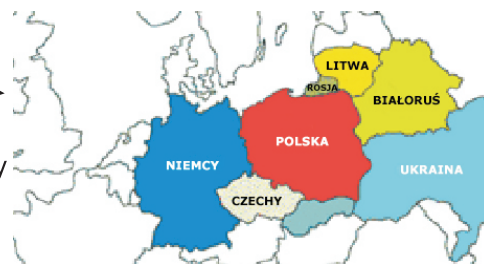 LITWA
ROSJA
BIAŁORUŚ
POLSKA
NIEMCY
UKRAINA
CZECHY